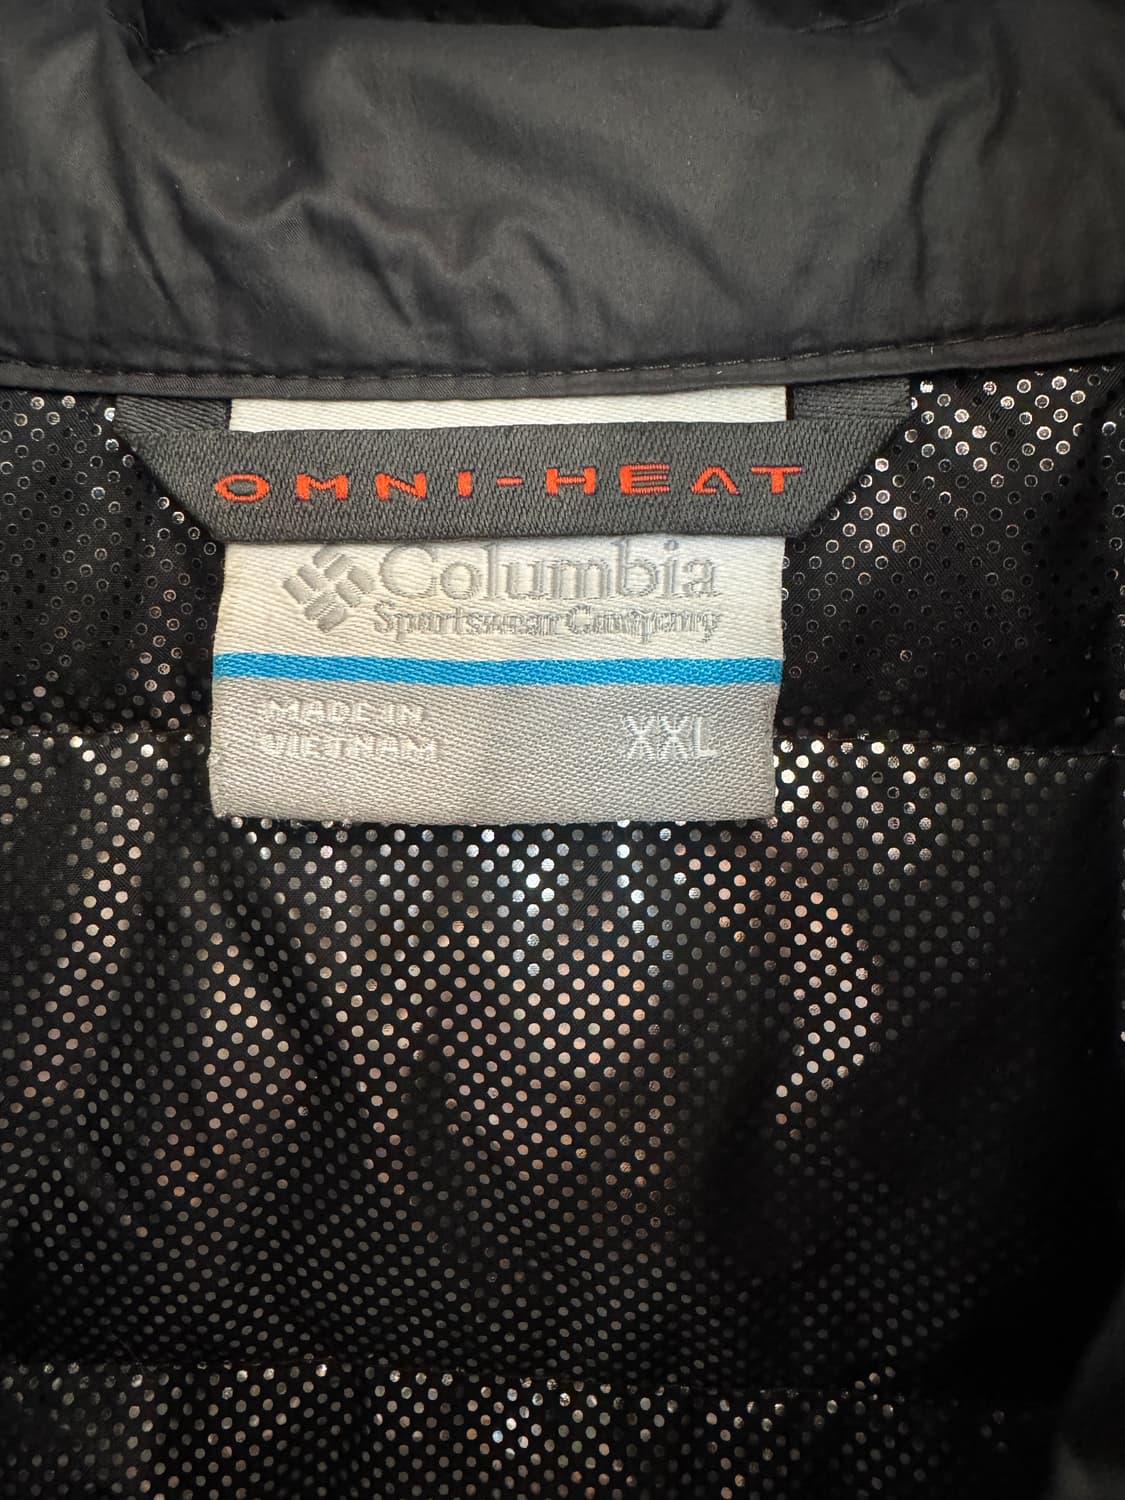 OMNI-HEAT
Columbia
Sportswear Company
MADE IN
VIETNAM
XXL